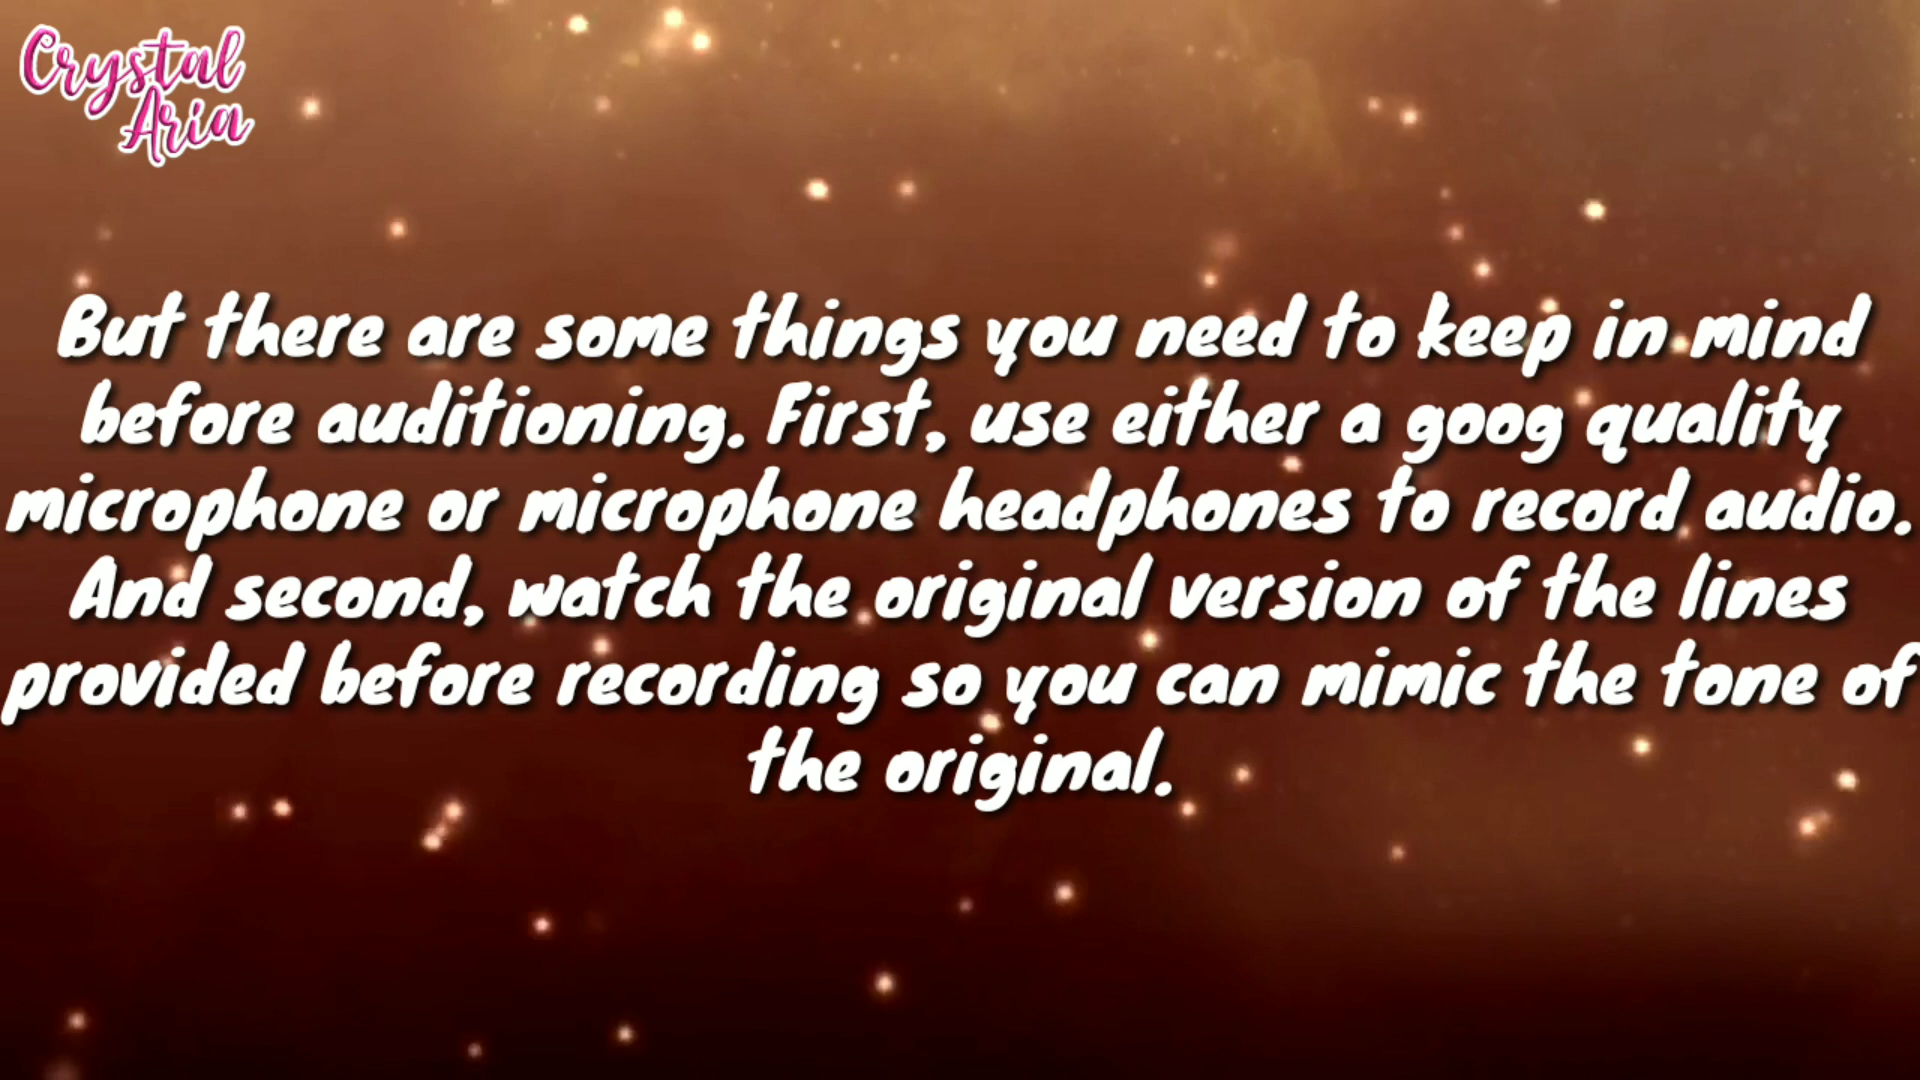 Crystal
Aria
But there are some things you need to keep in mind
before auditioning. First, use either a goog quality
microphone or microphone headphones to record audio.
And second, watch the original version of the lines
provided before recording so you can mimic the tone of
the original.